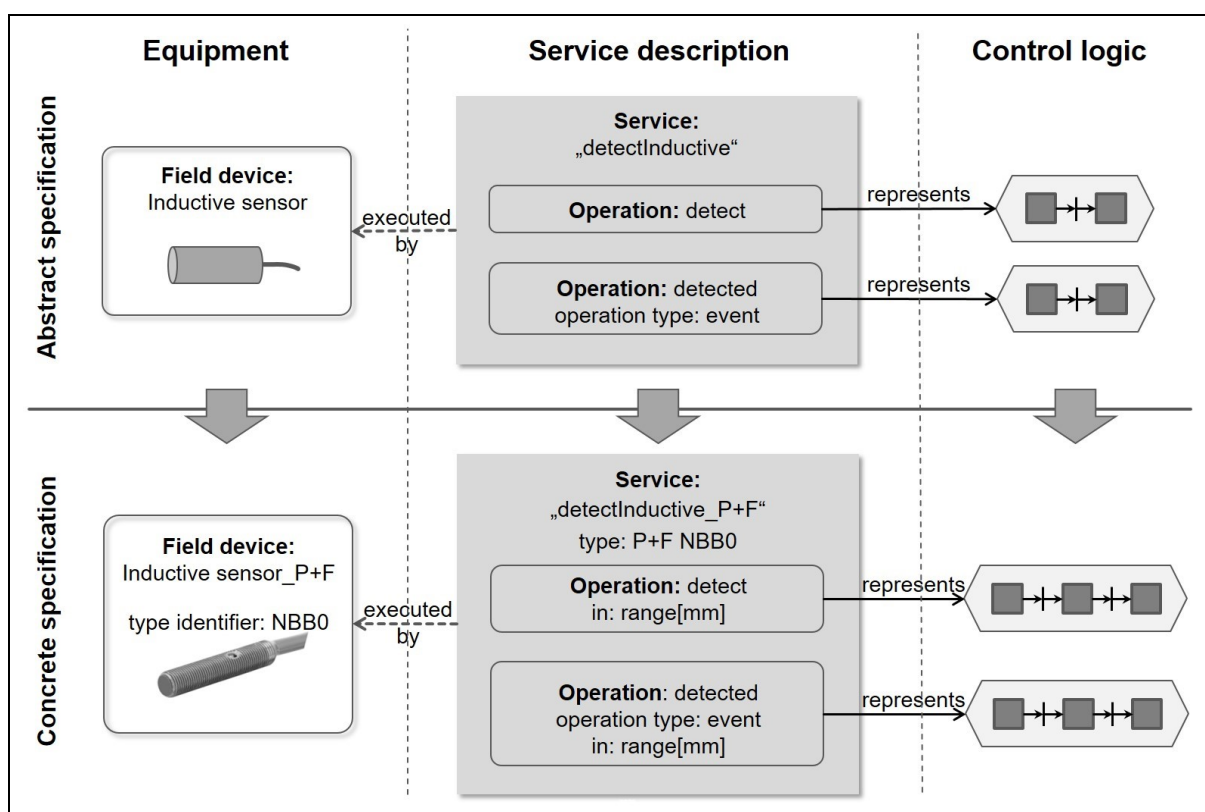 Equipment
Service description
Control logic
Abstract specification
Field device:
Inductive sensor
executed
by
Service:
„detectInductive“
Operation: detect
represents
Operation: detected
operation type: event
represents
Concrete specification
Field device:
Inductive sensor_P+F
type identifier: NBB0
executed
by
Service:
„detectInductive_P+F“
type: P+F NBB0
Operation: detect
in: range[mm]
represents
Operation: detected
operation type: event
in: range[mm]
represents